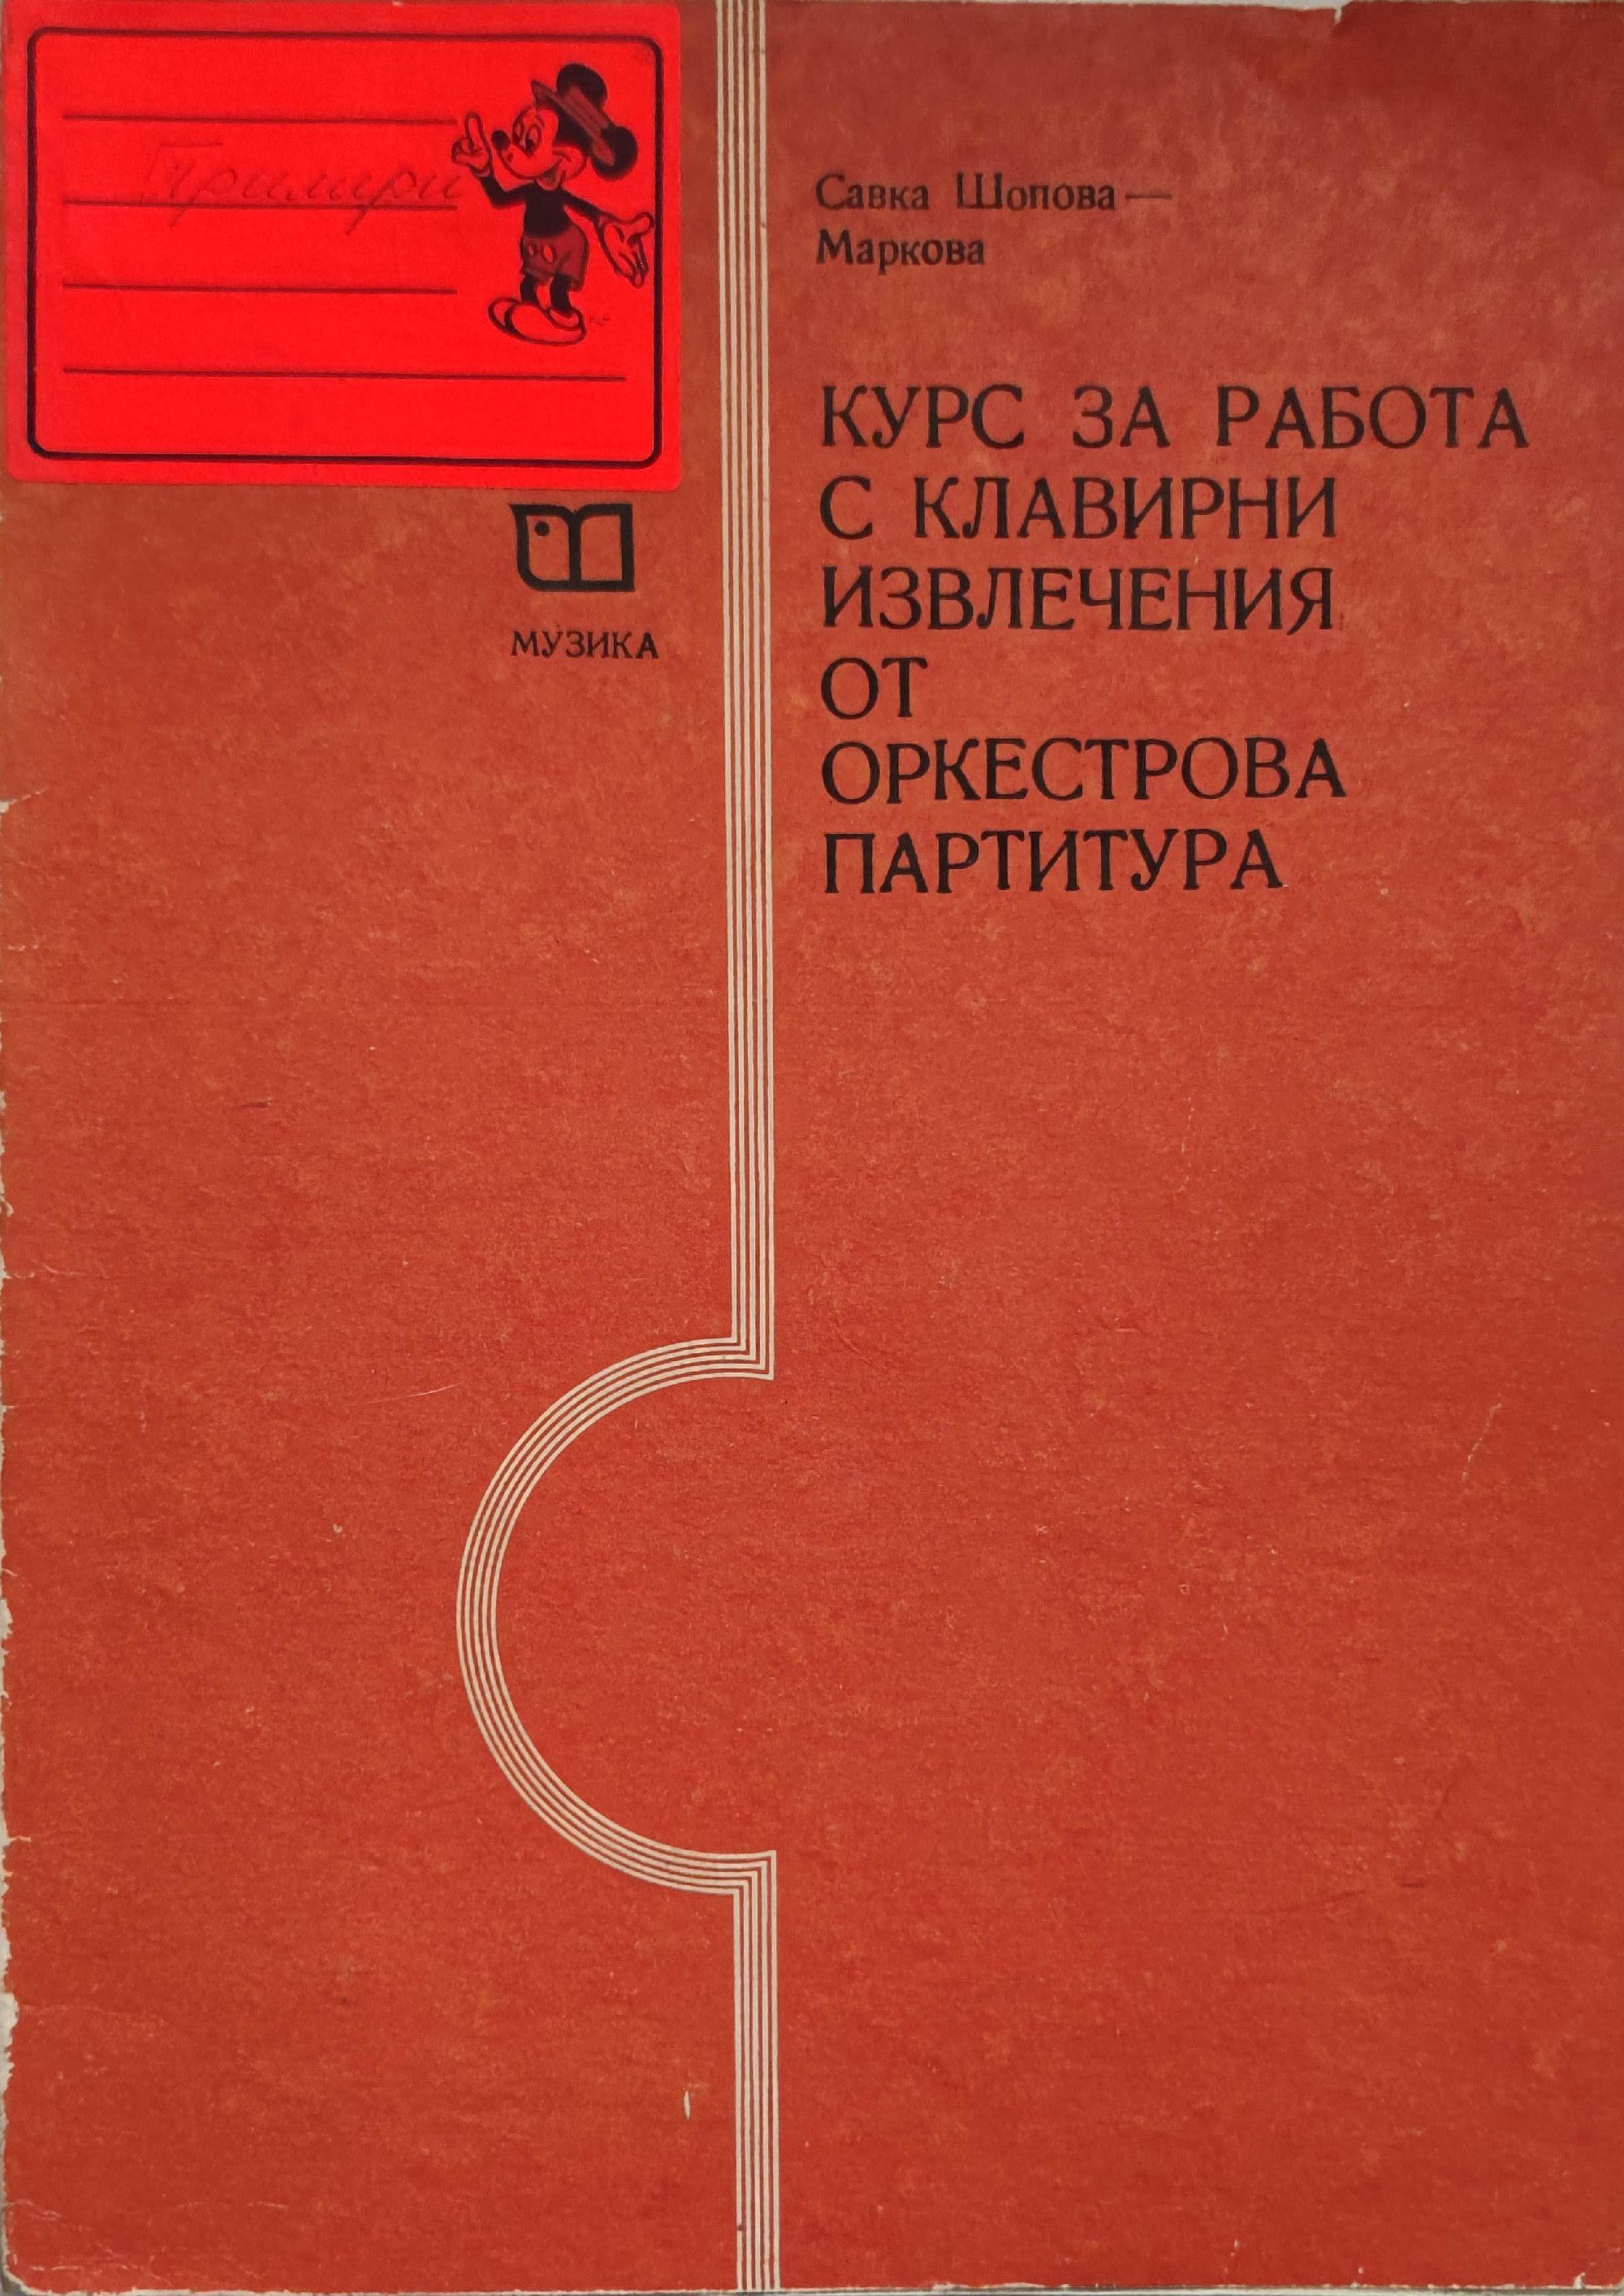 Примери
Савка Шопова—
Маркова
КУРС ЗА РАБОТА
С КЛАВИРНИ
ИЗВЛЕЧЕНИЯ
ОТ
ОРКЕСТРОВА
ПАРТИТУРА
МУЗИКА